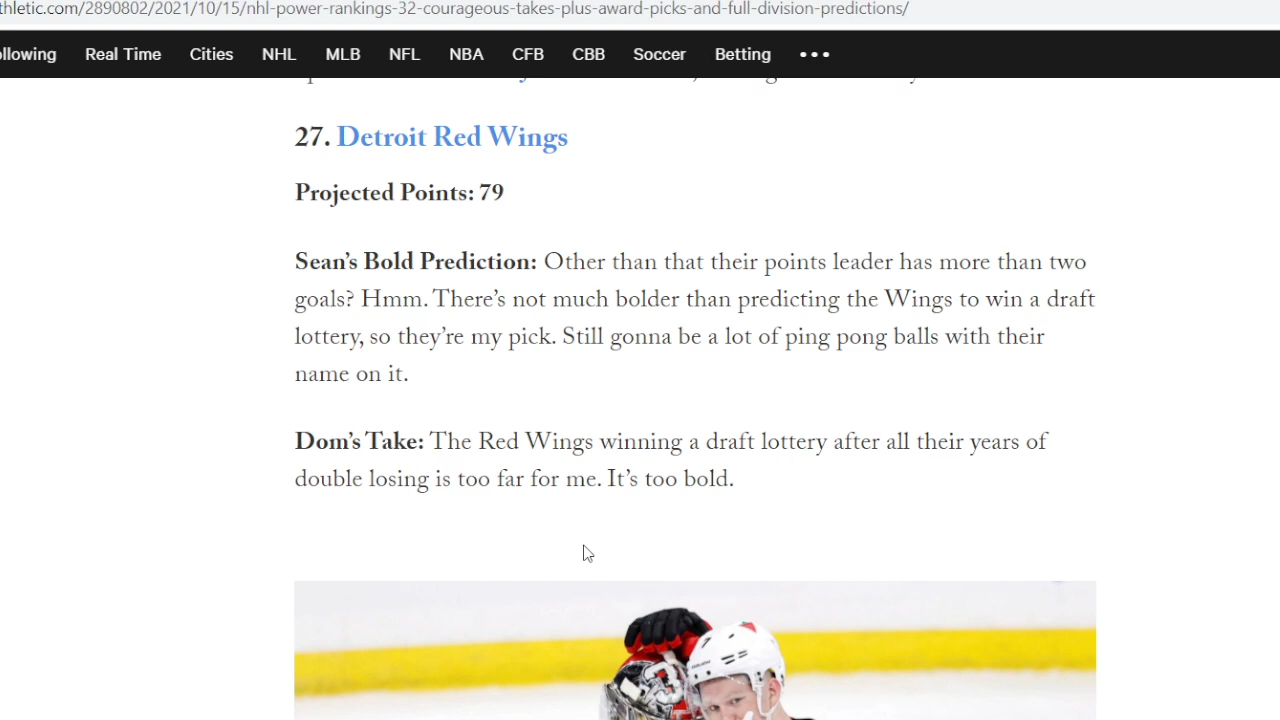 thletic.com/2890802/2021/10/15/nhl-power-rankings-32-courageous-takes-plus-award-picks-and-full-division-predictions/
ollowing Real Time Cities NHL MLB NFL NBA CFB CBB Soccer Betting •••
27. Detroit Red Wings
Projected Points: 79
Sean's Bold Prediction: Other than that their points leader has more than two
goals? Hmm. There's not much bolder than predicting the Wings to win a draft
lottery, so they're my pick. Still gonna be a lot of ping pong balls with their
name on it.
Dom's Take: The Red Wings winning a draft lottery after all their years of
double losing is too far for me. It's too bold.